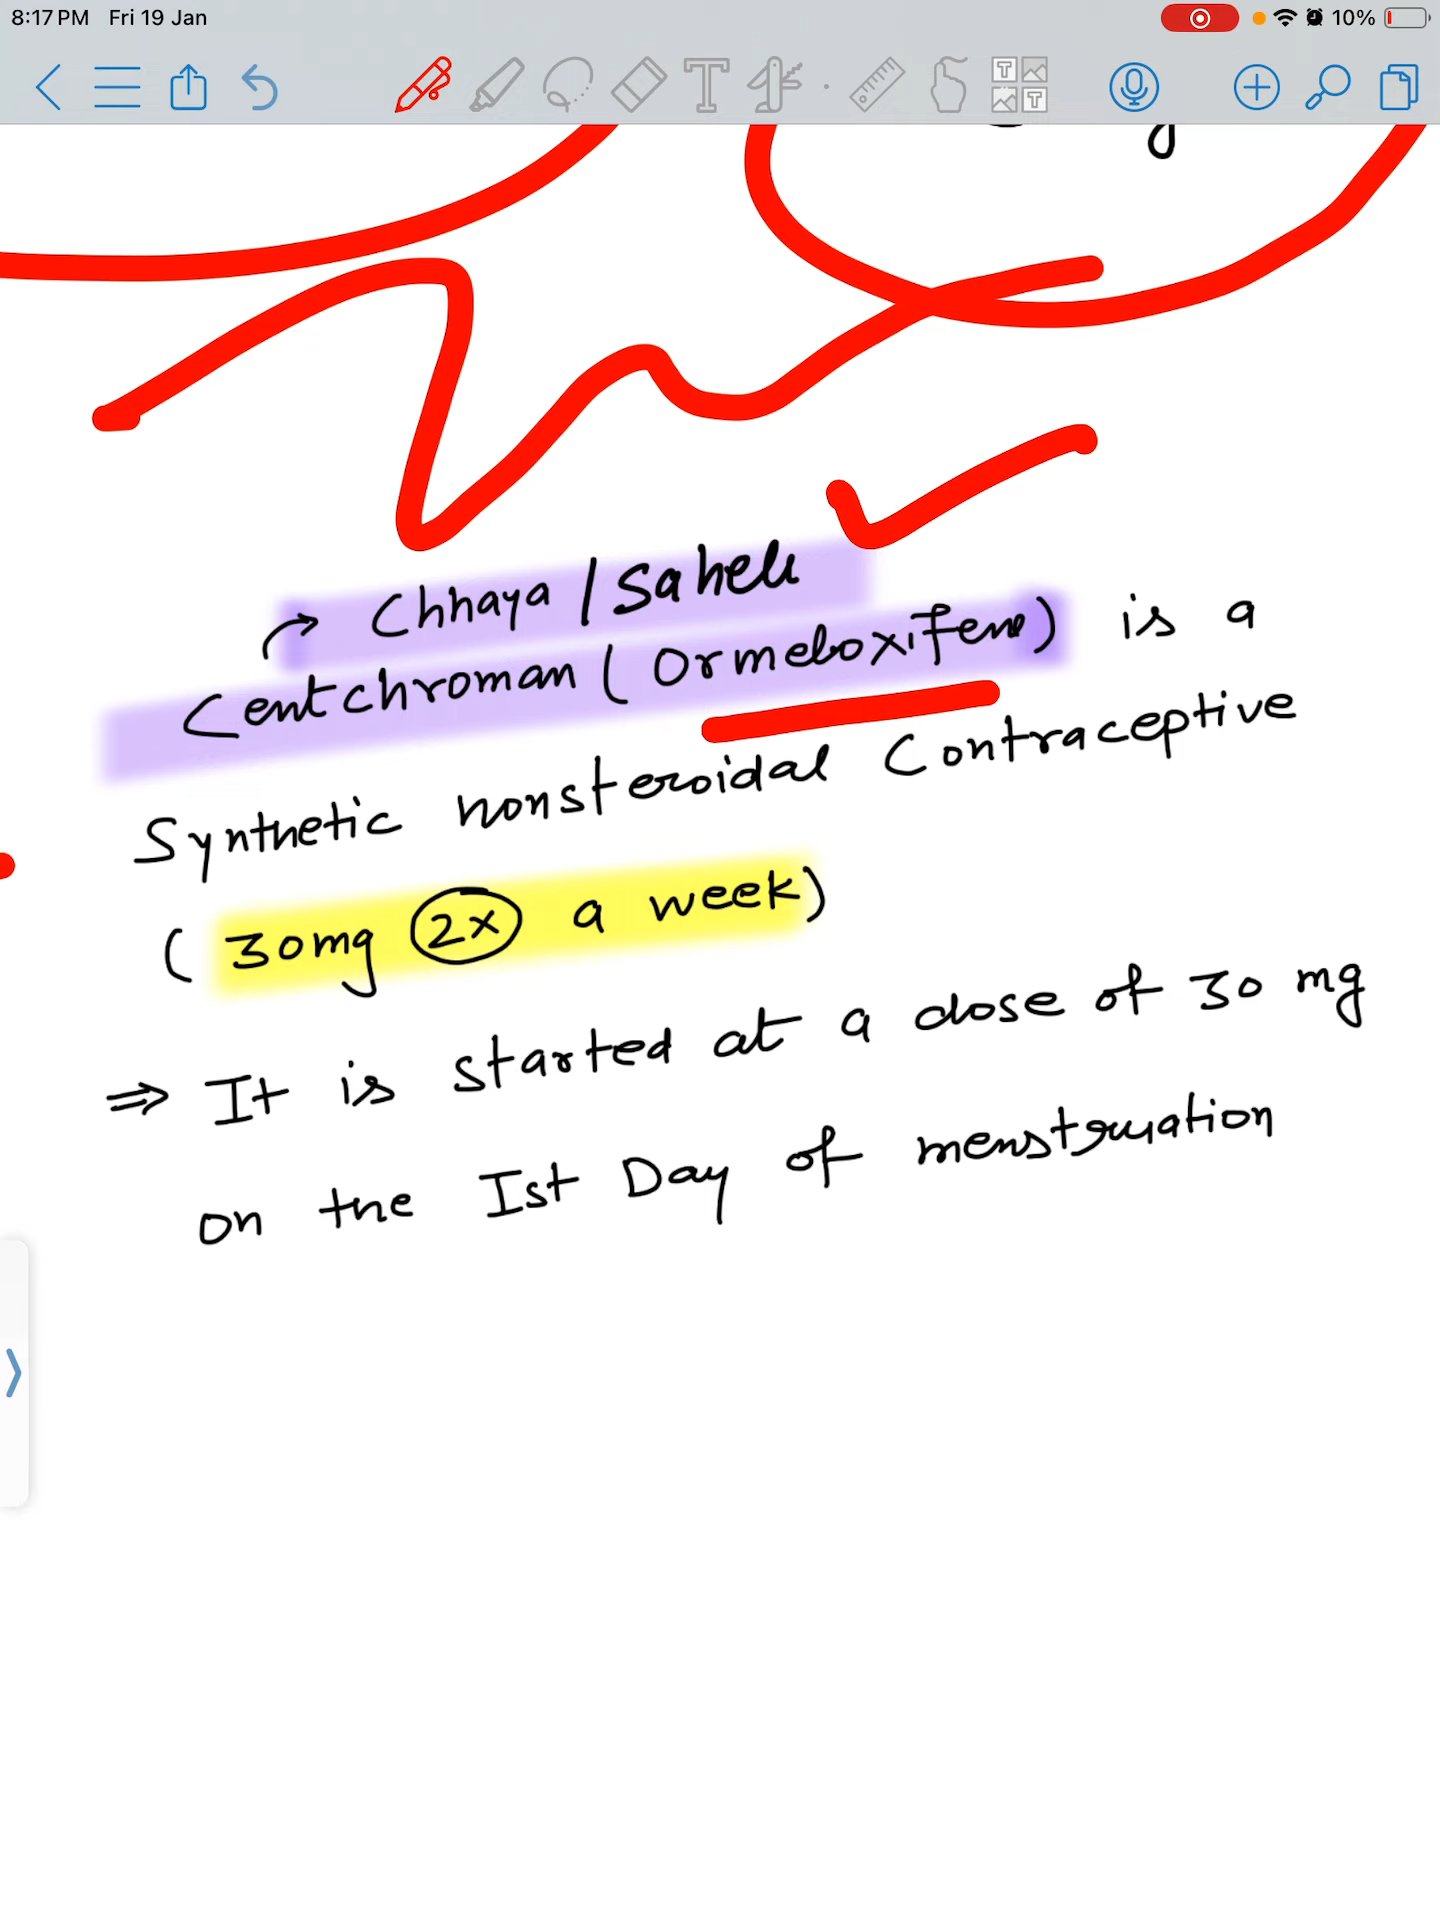 8:17 PM Fri 19 Jan 10%
→ Chhaya / Saheli
Centchroman ( Ormeloxifene) is a
Synthetic nonsteroidal Contraceptive
( 30mg 2x a week)
⇒ It is started at a dose of 30 mg
on the Ist Day of menstruation